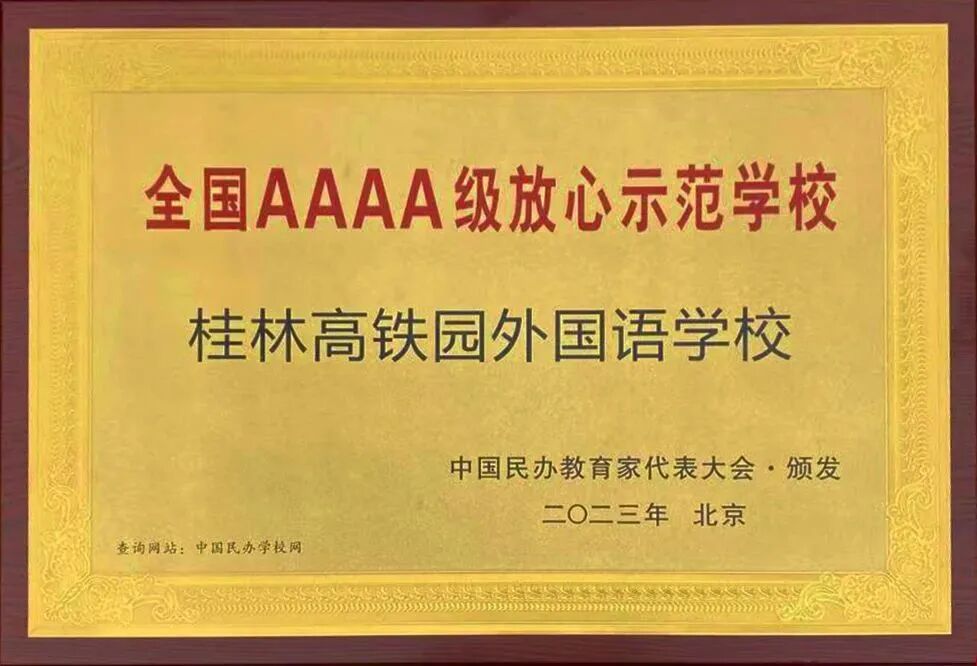 全国AAAA级放心示范学校
桂林高铁园外国语学校
中国民办教育家代表大会·颁发
二〇二三年 北京
查询网站：中国民办学校网